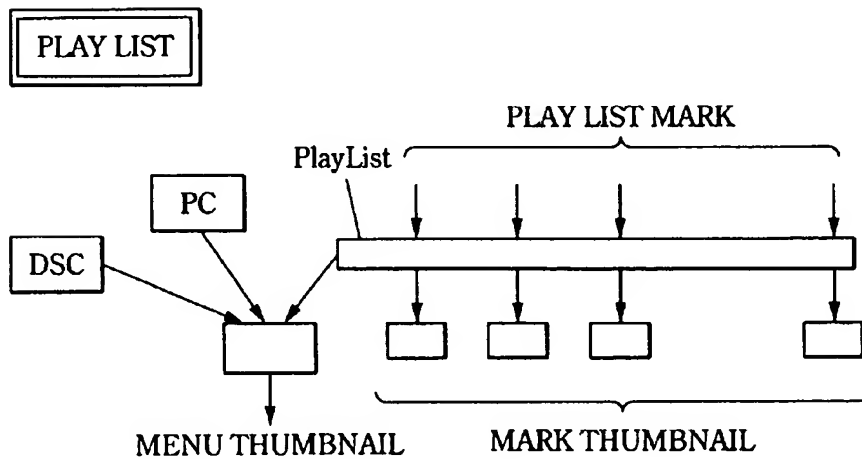 PLAY LIST
PLAY LIST MARK
PlayList
PC
DSC
MENU THUMBNAIL
MARK THUMBNAIL